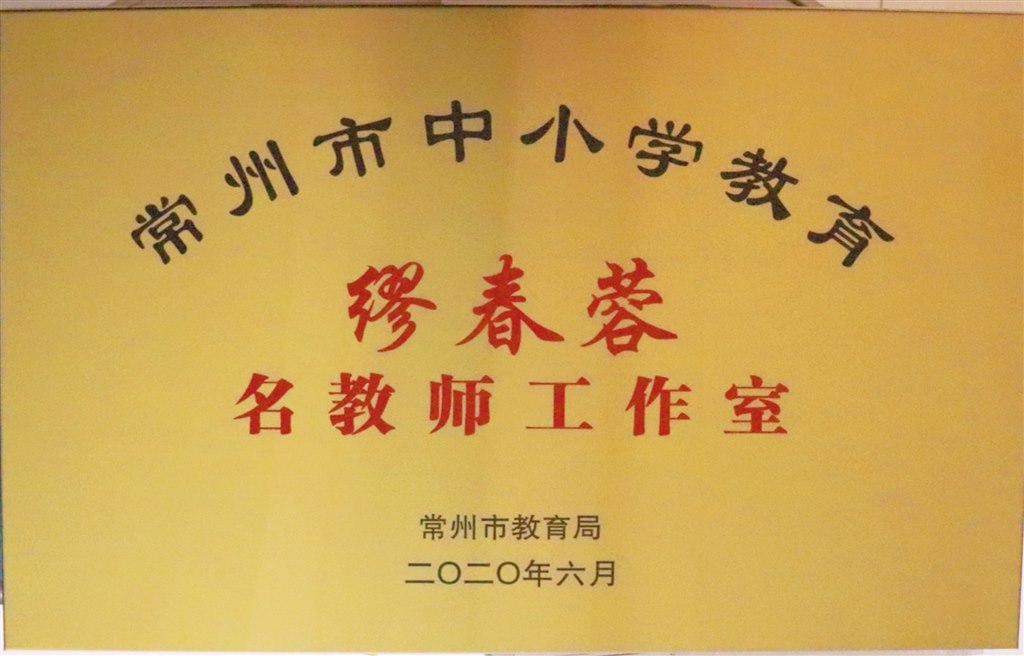 常州市中小学教育
缪春蓉
名教师工作室
常州市教育局
二〇二〇年六月